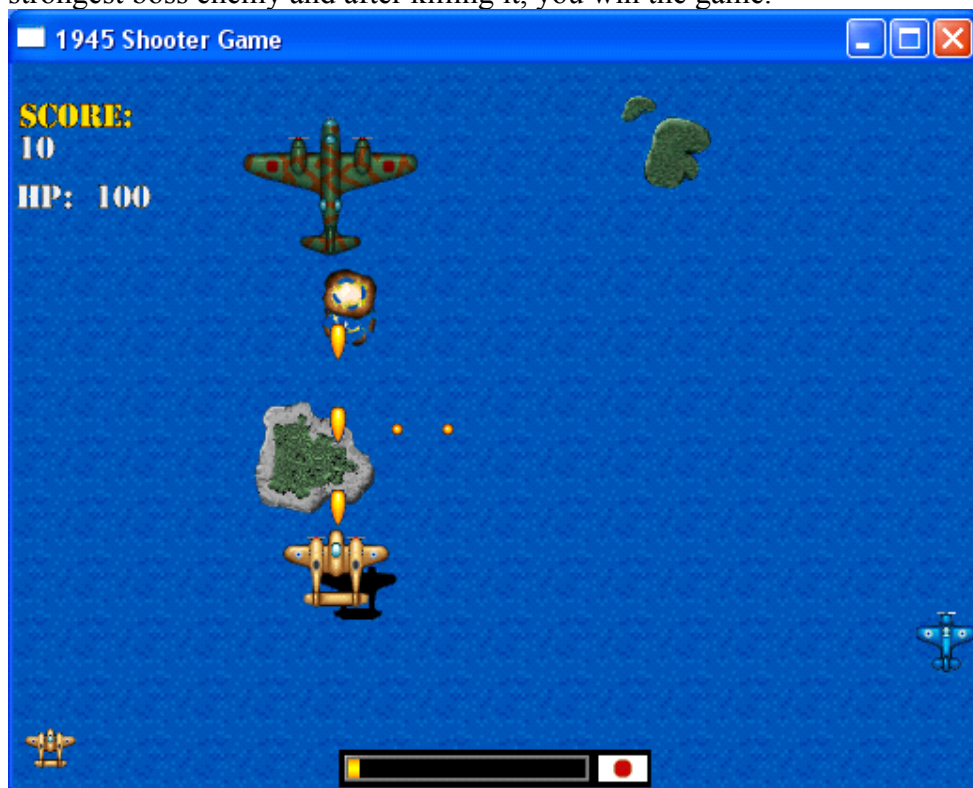 strongest boss enemy and after killing it, you win the game.
1945 Shooter Game
SCORE:
10
HP: 100